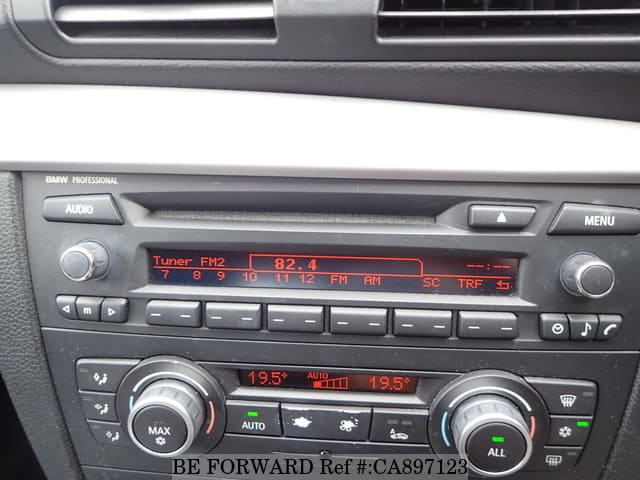 BMW PROFESSIONAL
AUDIO
MENU
Tuner FM2 82.4 --:--
7 8 9 10 11 12 FM AM SC TRF
m
19.5° AUTO 19.5°
MAX
AUTO
A
ALL
BE FORWARD Ref #:CA897123